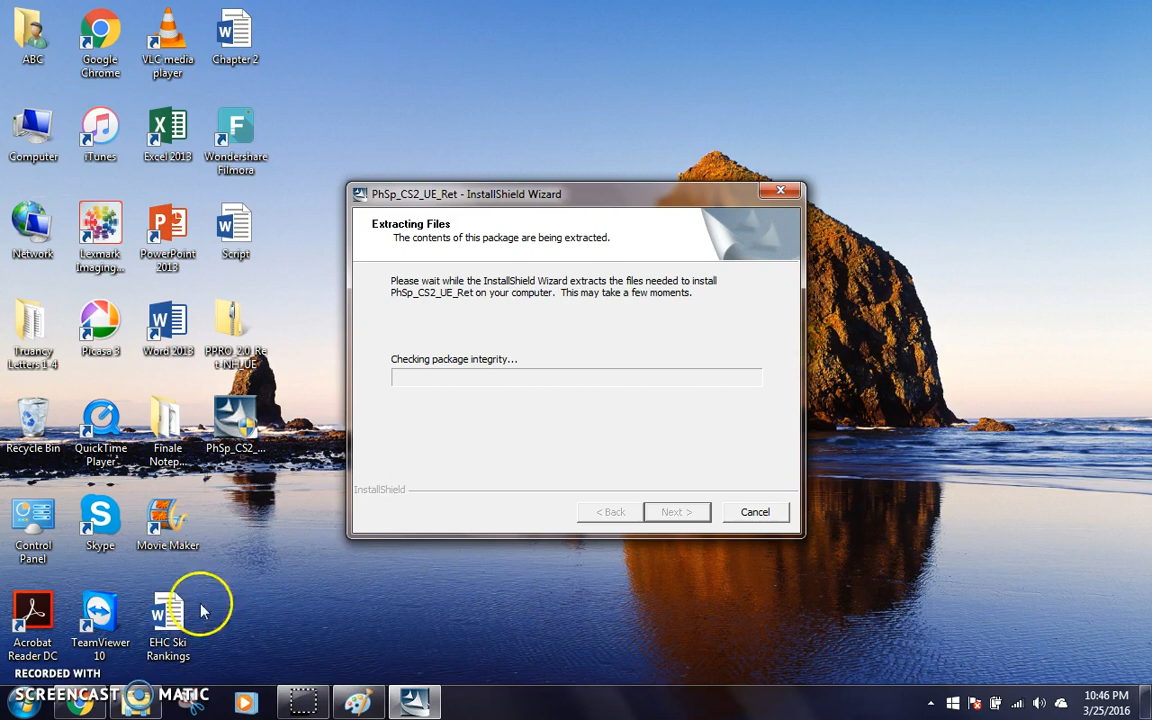 ABC
Google
Chrome
VLC media
player
Chapter 2
Computer
iTunes
Excel 2013
Wondershare
Filmora
Network
Lexmark
Imaging...
PowerPoint
2013
Script
Truancy
Letters 1-4
Picasa 3
Word 2013
PPRO_2.0_Re
t-NH_UE
Recycle Bin
QuickTime
Player
Finale
Notep...
PhSp_CS2_...
Control
Panel
Skype
Movie Maker
Acrobat
Reader DC
TeamViewer
10
EHC Ski
Rankings
PhSp_CS2_UE_Ret - InstallShield Wizard
Extracting Files
The contents of this package are being extracted.
Please wait while the InstallShield Wizard extracts the files needed to install
PhSp_CS2_UE_Ret on your computer. This may take a few moments.
Checking package integrity...
InstallShield
< Back
Next >
Cancel
RECORDED WITH
SCREENCAST MATIC
10:46 PM
3/25/2016